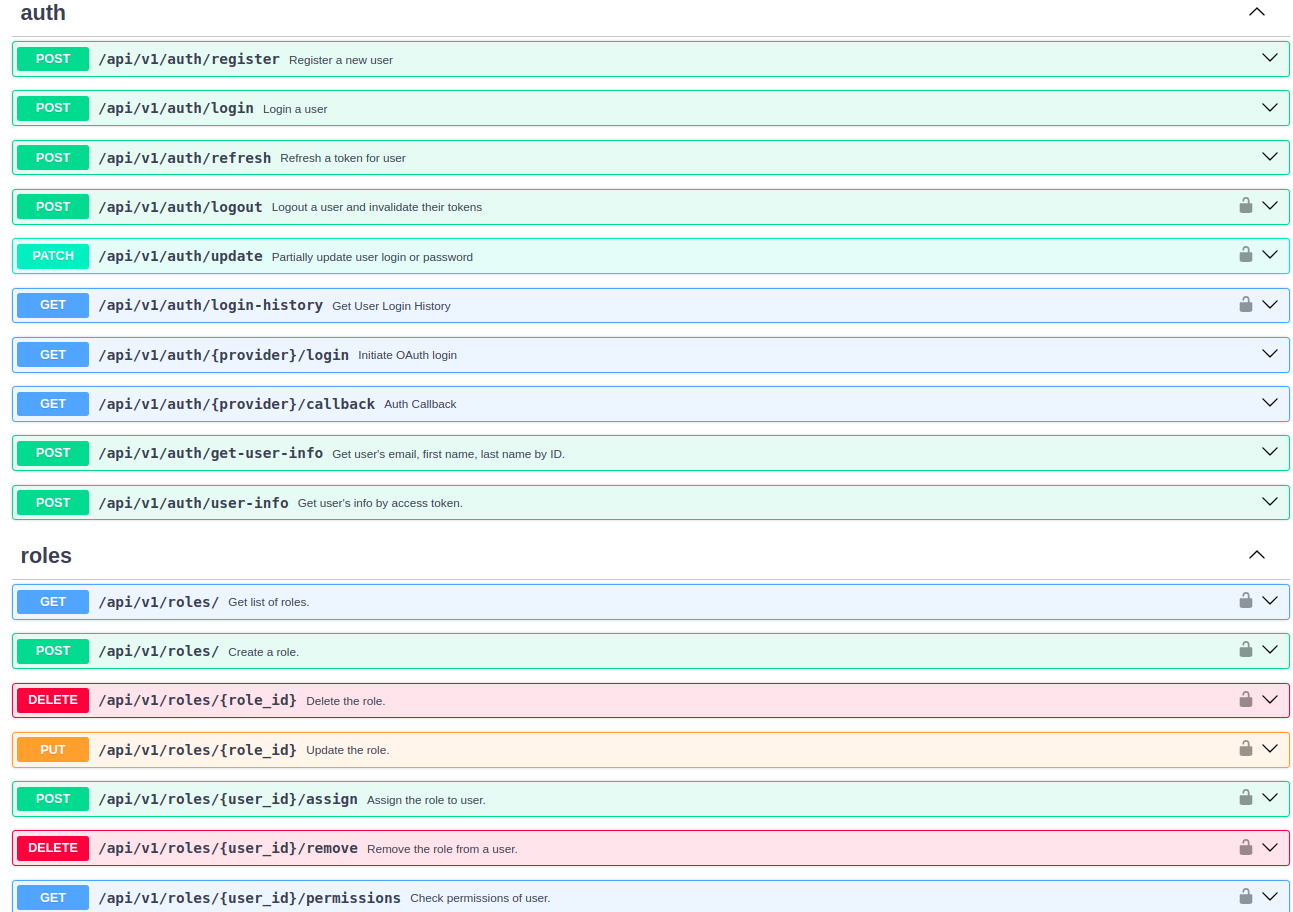 auth
POST /api/v1/auth/register Register a new user
POST /api/v1/auth/login Login a user
POST /api/v1/auth/refresh Refresh a token for user
POST /api/v1/auth/logout Logout a user and invalidate their tokens
PATCH /api/v1/auth/update Partially update user login or password
GET /api/v1/auth/login-history Get User Login History
GET /api/v1/auth/{provider}/login Initiate OAuth login
GET /api/v1/auth/{provider}/callback Auth Callback
POST /api/v1/auth/get-user-info Get user's email, first name, last name by ID.
POST /api/v1/auth/user-info Get user's info by access token.
roles
GET /api/v1/roles/ Get list of roles.
POST /api/v1/roles/ Create a role.
DELETE /api/v1/roles/{role_id} Delete the role.
PUT /api/v1/roles/{role_id} Update the role.
POST /api/v1/roles/{user_id}/assign Assign the role to user.
DELETE /api/v1/roles/{user_id}/remove Remove the role from a user.
GET /api/v1/roles/{user_id}/permissions Check permissions of user.